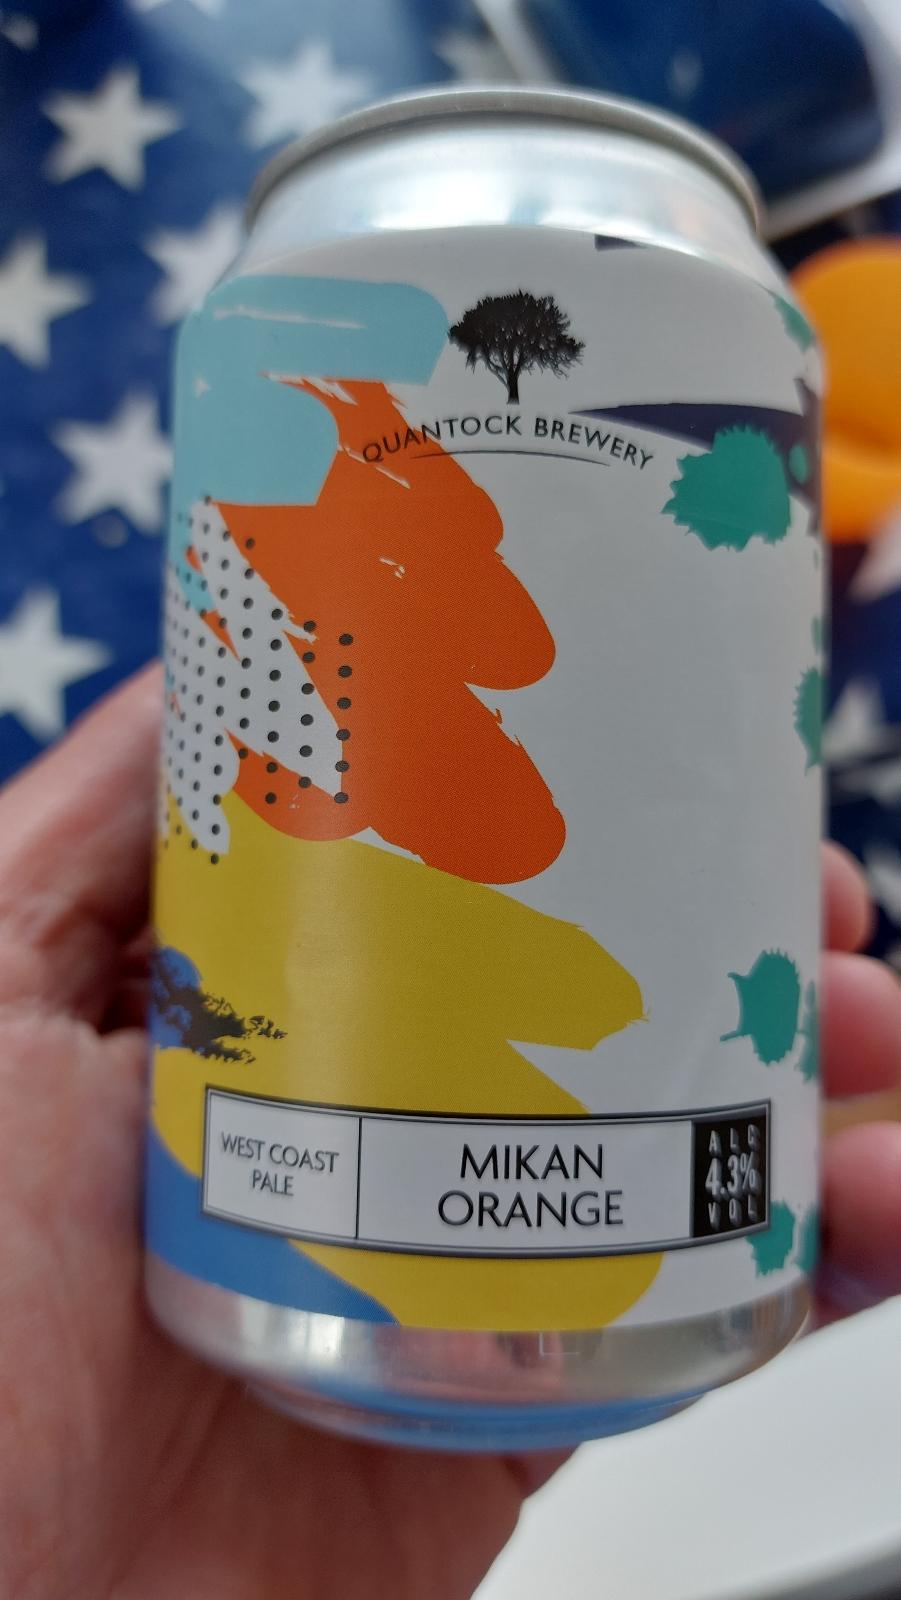 QUANTOCK BREWERY
WEST COAST
PALE
MIKAN
ORANGE
ALC
4.3%
VOL